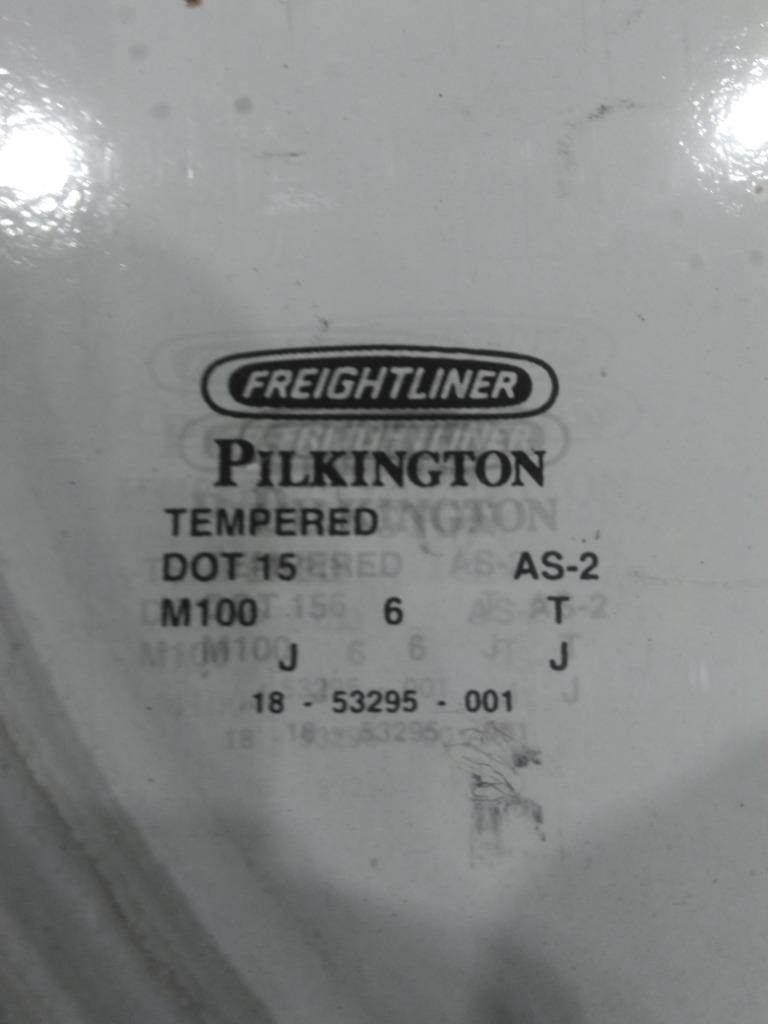 FREIGHTLINER
PILKINGTON
TEMPERED
DOT 15 AS-2
M100 6 T
J J
18 - 53295 - 001